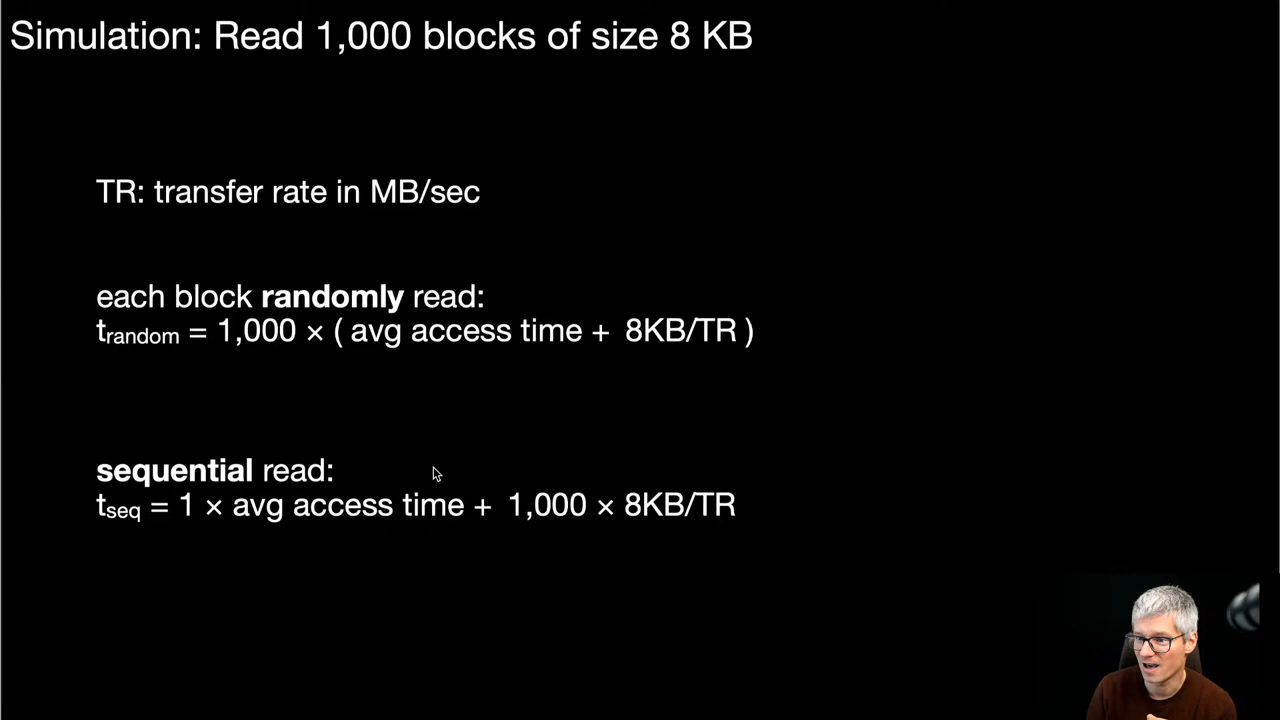 Simulation: Read 1,000 blocks of size 8 KB
TR: transfer rate in MB/sec
each block randomly read:
trandom = 1,000 × ( avg access time + 8KB/TR )
sequential read:
tseq = 1 × avg access time + 1,000 × 8KB/TR